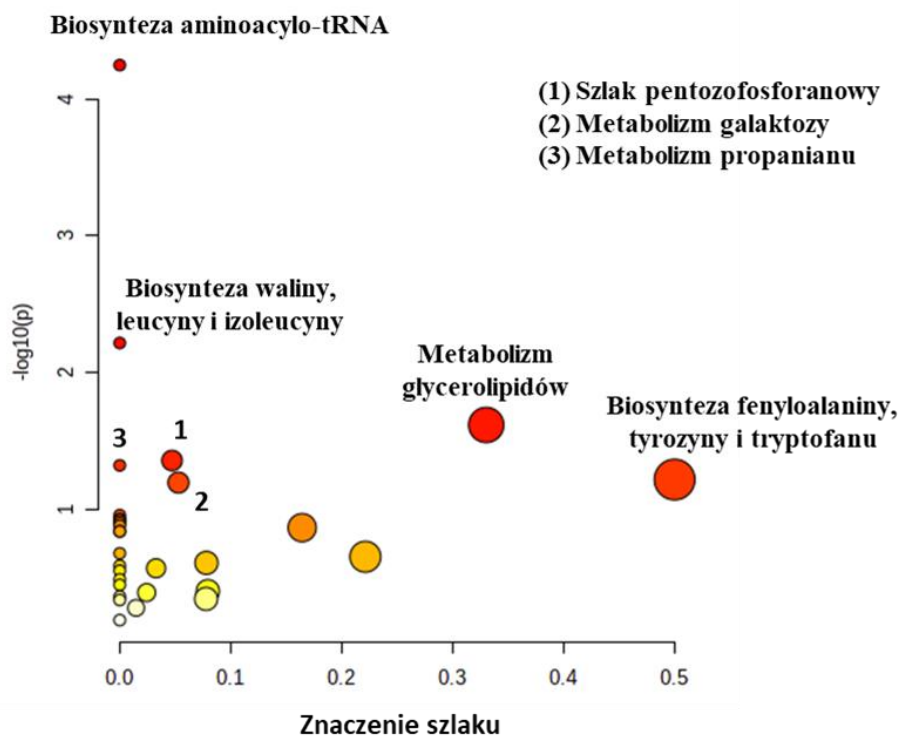 Biosynteza aminoacylo-tRNA
(1) Szlak pentozofosforanowy
(2) Metabolizm galaktozy
(3) Metabolizm propanianu
4
3
Biosynteza waliny,
leucyny i izoleucyny
-log10(p)
2
Metabolizm
glycerolipidów
Biosynteza fenyloalaniny,
tyrozyny i tryptofanu
3
1
2
1
0.0 0.1 0.2 0.3 0.4 0.5
Znaczenie szlaku